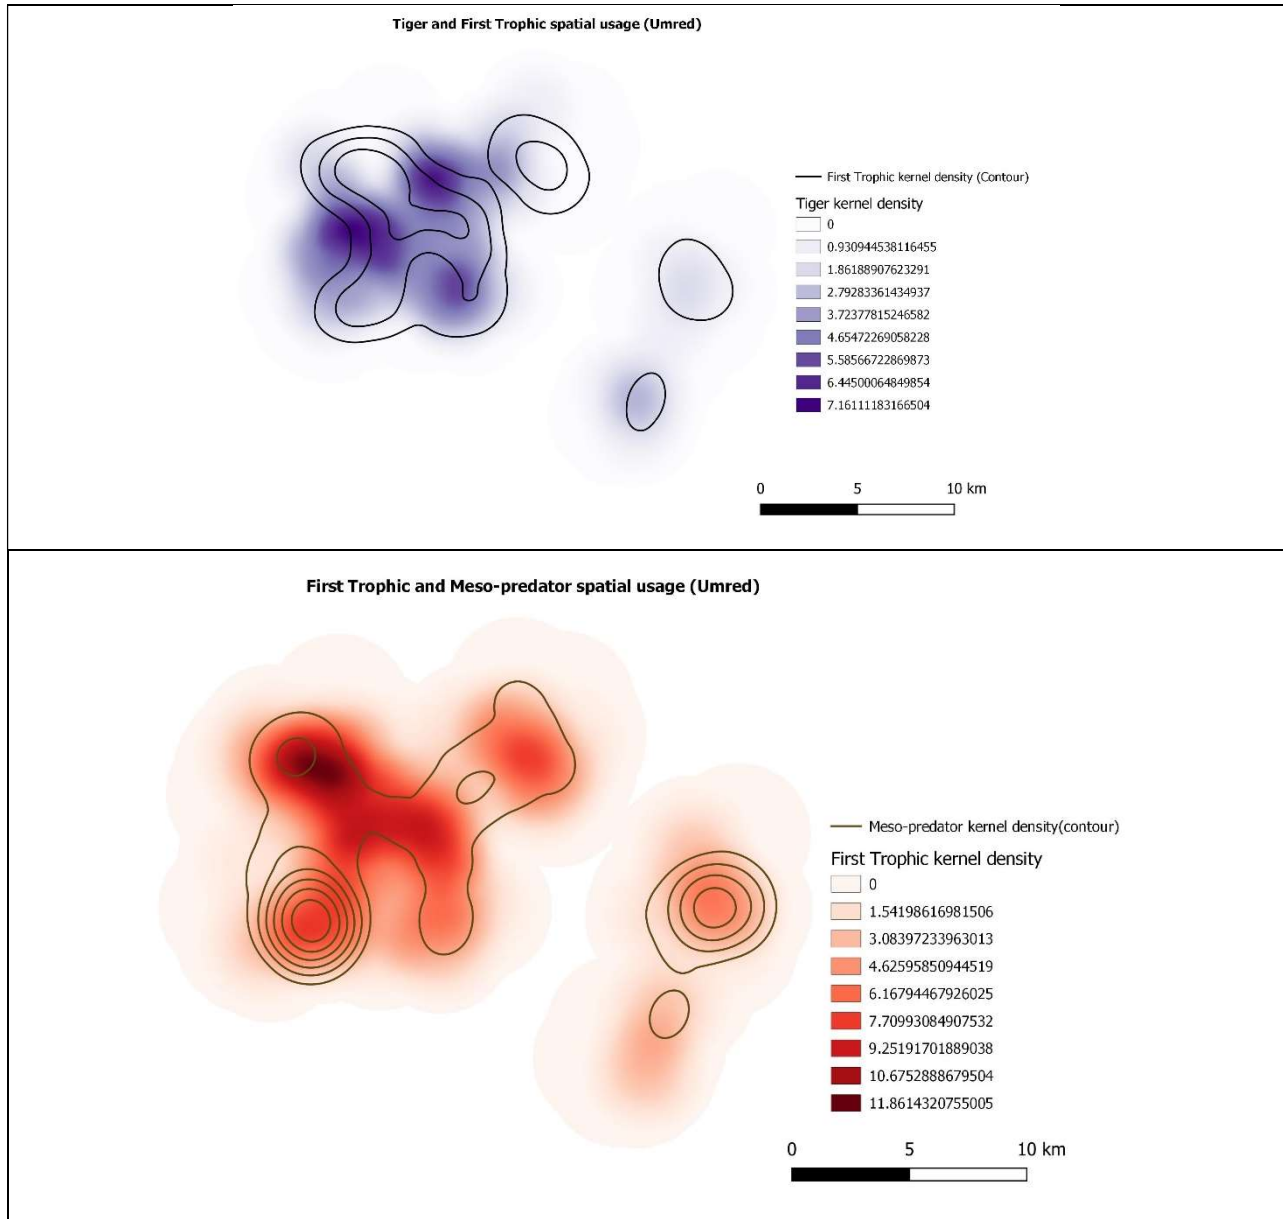 Tiger and First Trophic spatial usage (Umred)
First Trophic kernel density (Contour)
Tiger kernel density
0
0.930944538116455
1.86188907623291
2.79283361434937
3.72377815246582
4.65472269058228
5.58566722869873
6.44500064849854
7.16111183166504
0 5 10 km
First Trophic and Meso-predator spatial usage (Umred)
Meso-predator kernel density(contour)
First Trophic kernel density
0
1.54198616981506
3.08397233963013
4.62595850944519
6.16794467926025
7.70993084907532
9.25191701889038
10.6752888679504
11.8614320755005
0 5 10 km